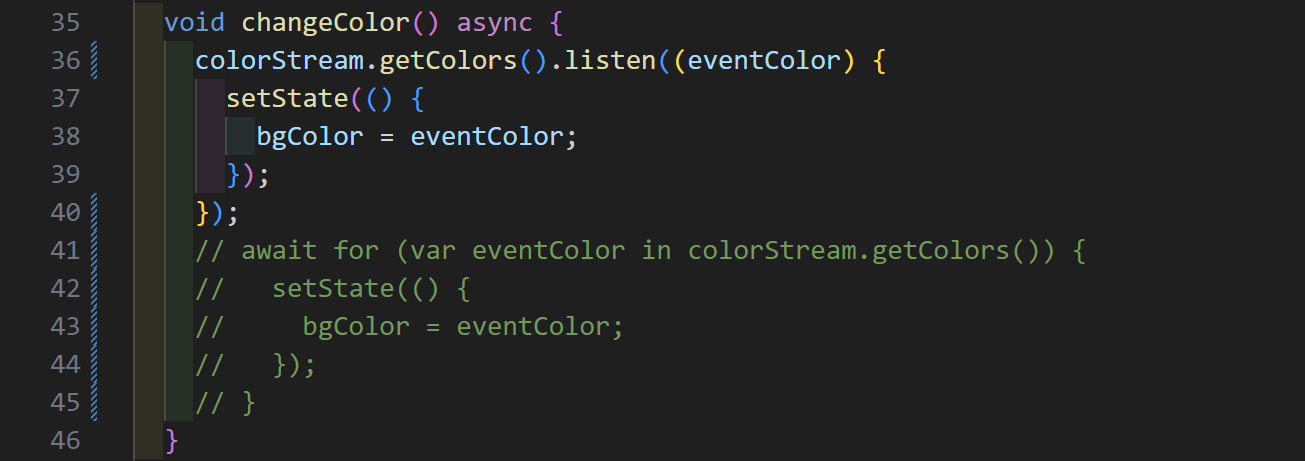 35 void changeColor() async {
36 colorStream.getColors().listen((eventColor) {
37 setState(() {
38 bgColor = eventColor;
39 });
40 });
41 // await for (var eventColor in colorStream.getColors()) {
42 //   setState(() {
43 //     bgColor = eventColor;
44 //   });
45 // }
46 }